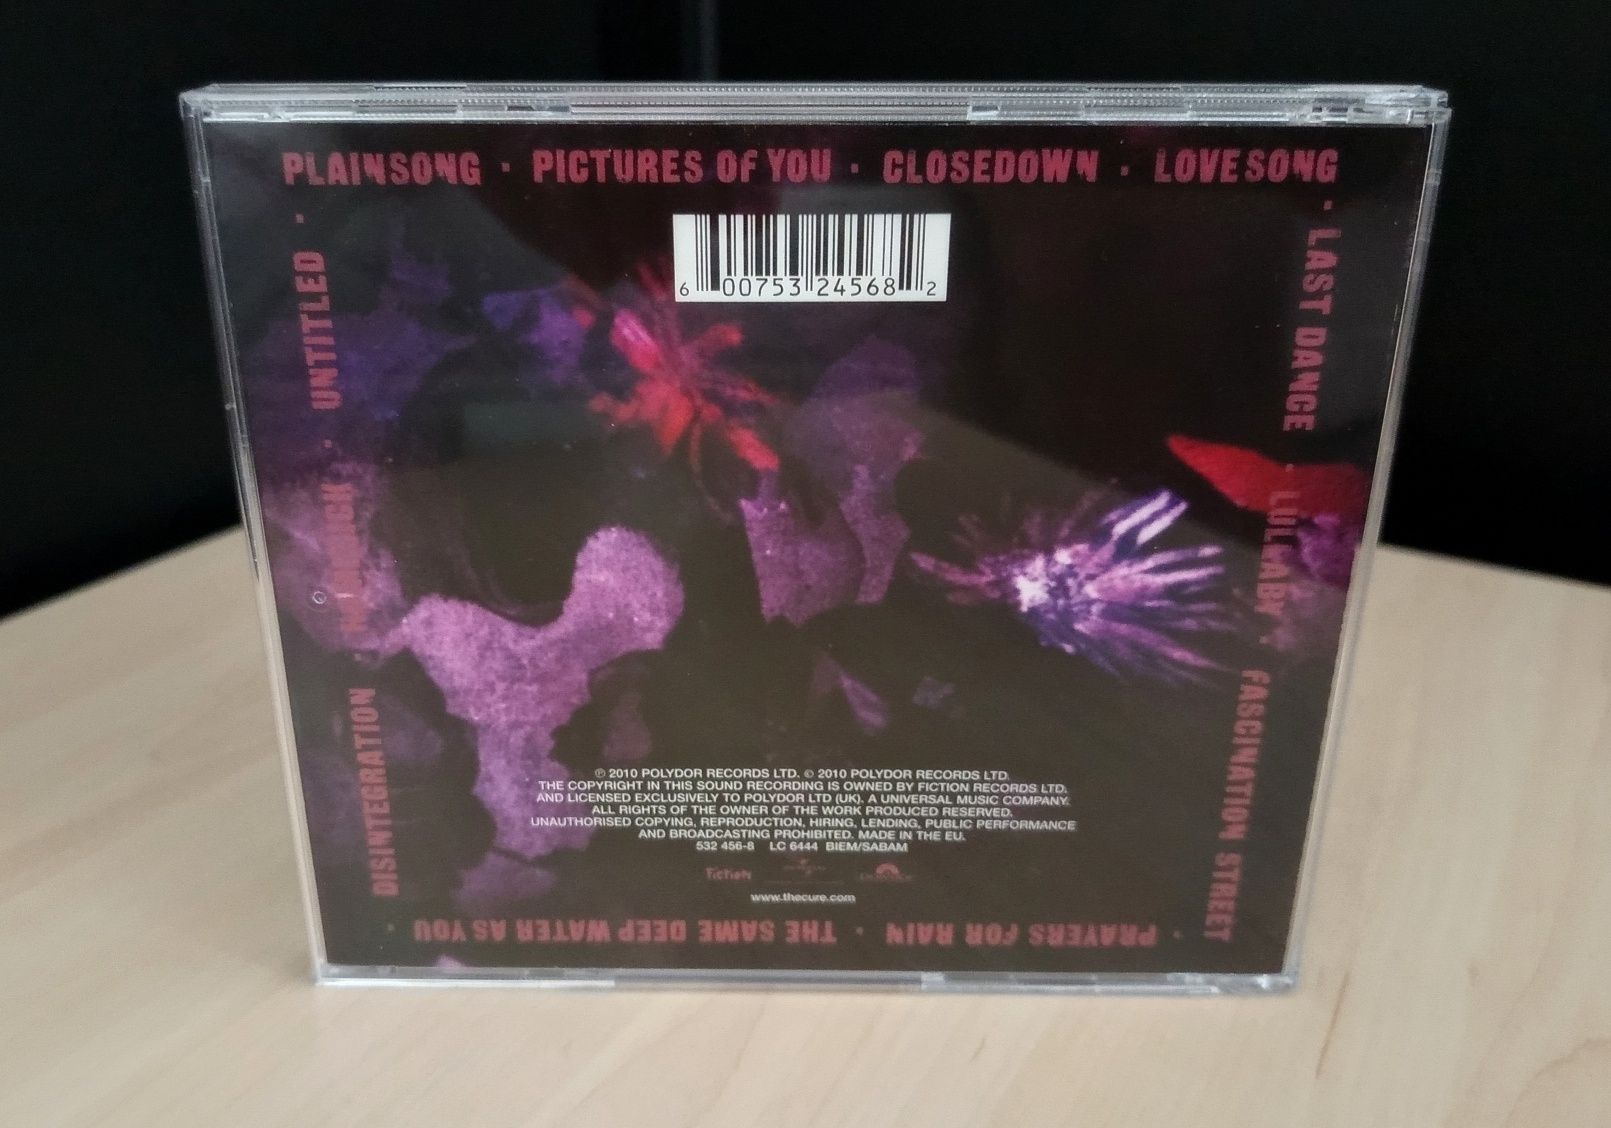 PLAINSONG · PICTURES OF YOU · CLOSEDOWN · LOVESONG
· LAST DANCE · LULLABY · FASCINATION STREET
· PRAYERS FOR RAIN · THE SAME DEEP WATER AS YOU ·
DISINTEGRATION · HOMESICK · UNTITLED ·
6 00753 24568 2
℗ 2010 POLYDOR RECORDS LTD. © 2010 POLYDOR RECORDS LTD.
THE COPYRIGHT IN THIS SOUND RECORDING IS OWNED BY FICTION RECORDS LTD.
AND LICENSED EXCLUSIVELY TO POLYDOR LTD (UK). A UNIVERSAL MUSIC COMPANY.
ALL RIGHTS OF THE OWNER OF THE WORK PRODUCED RESERVED.
UNAUTHORISED COPYING, REPRODUCTION, HIRING, LENDING, PUBLIC PERFORMANCE
AND BROADCASTING PROHIBITED. MADE IN THE EU.
532 456-8 LC 6444 BIEM/SABAM
Fiction
www.thecure.com